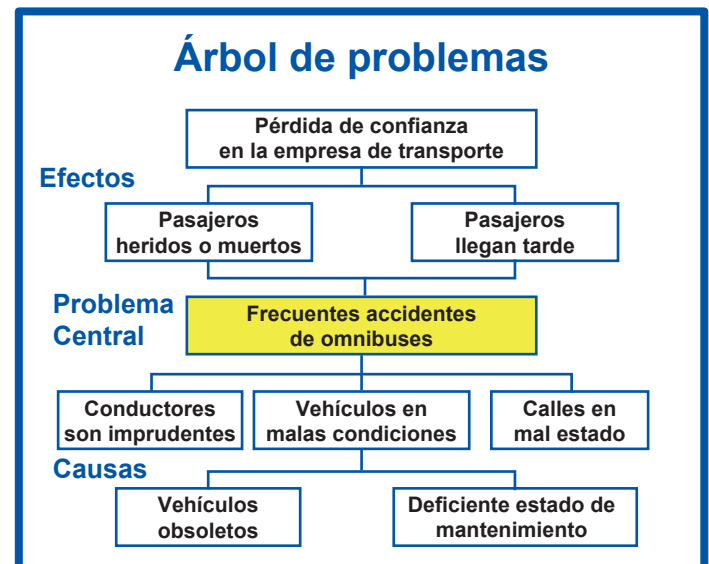 Árbol de problemas
Pérdida de confianza
en la empresa de transporte
Efectos
Pasajeros
heridos o muertos
Pasajeros
llegan tarde
Problema
Central
Frecuentes accidentes
de omnibuses
Conductores
son imprudentes
Vehículos en
malas condiciones
Calles en
mal estado
Causas
Vehículos
obsoletos
Deficiente estado de
mantenimiento